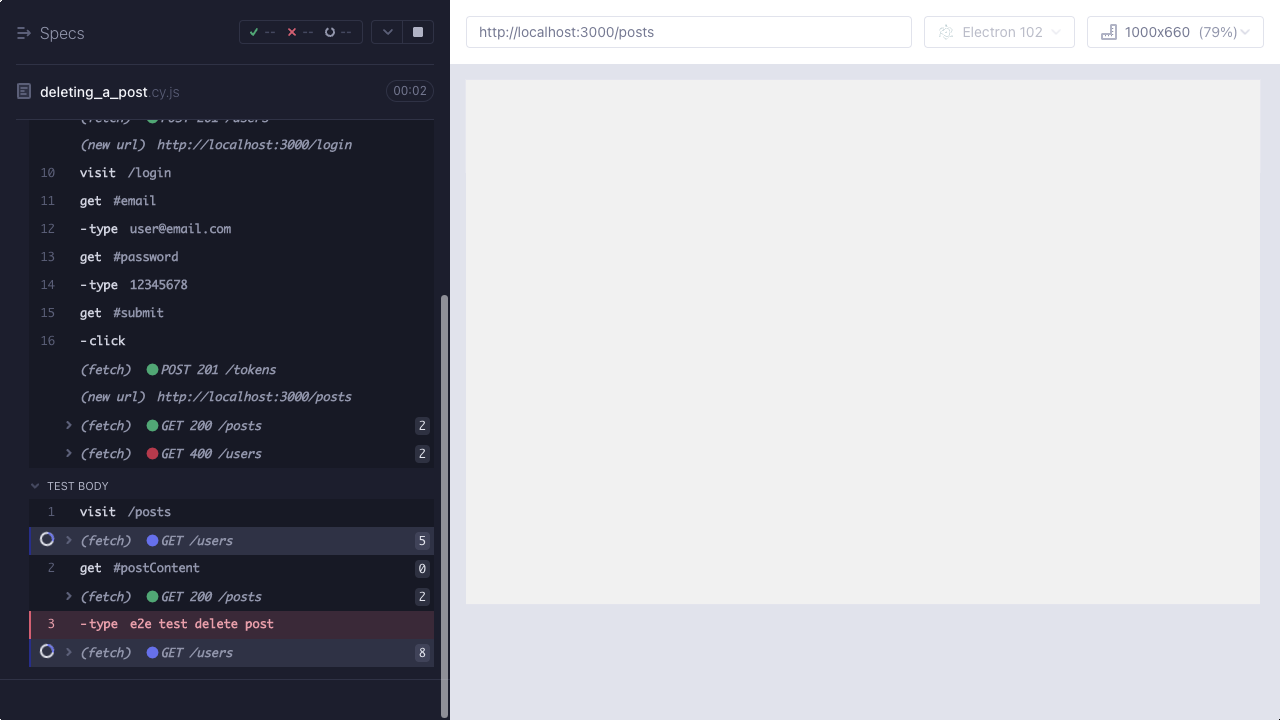 Specs
-- -- --
deleting_a_post.cy.js 00:02
(fetch) POST 201 /users
(new url) http://localhost:3000/login
10 visit /login
11 get #email
12 -type user@email.com
13 get #password
14 -type 12345678
15 get #submit
16 -click
(fetch) POST 201 /tokens
(new url) http://localhost:3000/posts
(fetch) GET 200 /posts 2
(fetch) GET 400 /users 2
TEST BODY
1 visit /posts
(fetch) GET /users 5
2 get #postContent 0
(fetch) GET 200 /posts 2
3 -type e2e test delete post
(fetch) GET /users 8
http://localhost:3000/posts
Electron 102
1000x660 (79%)